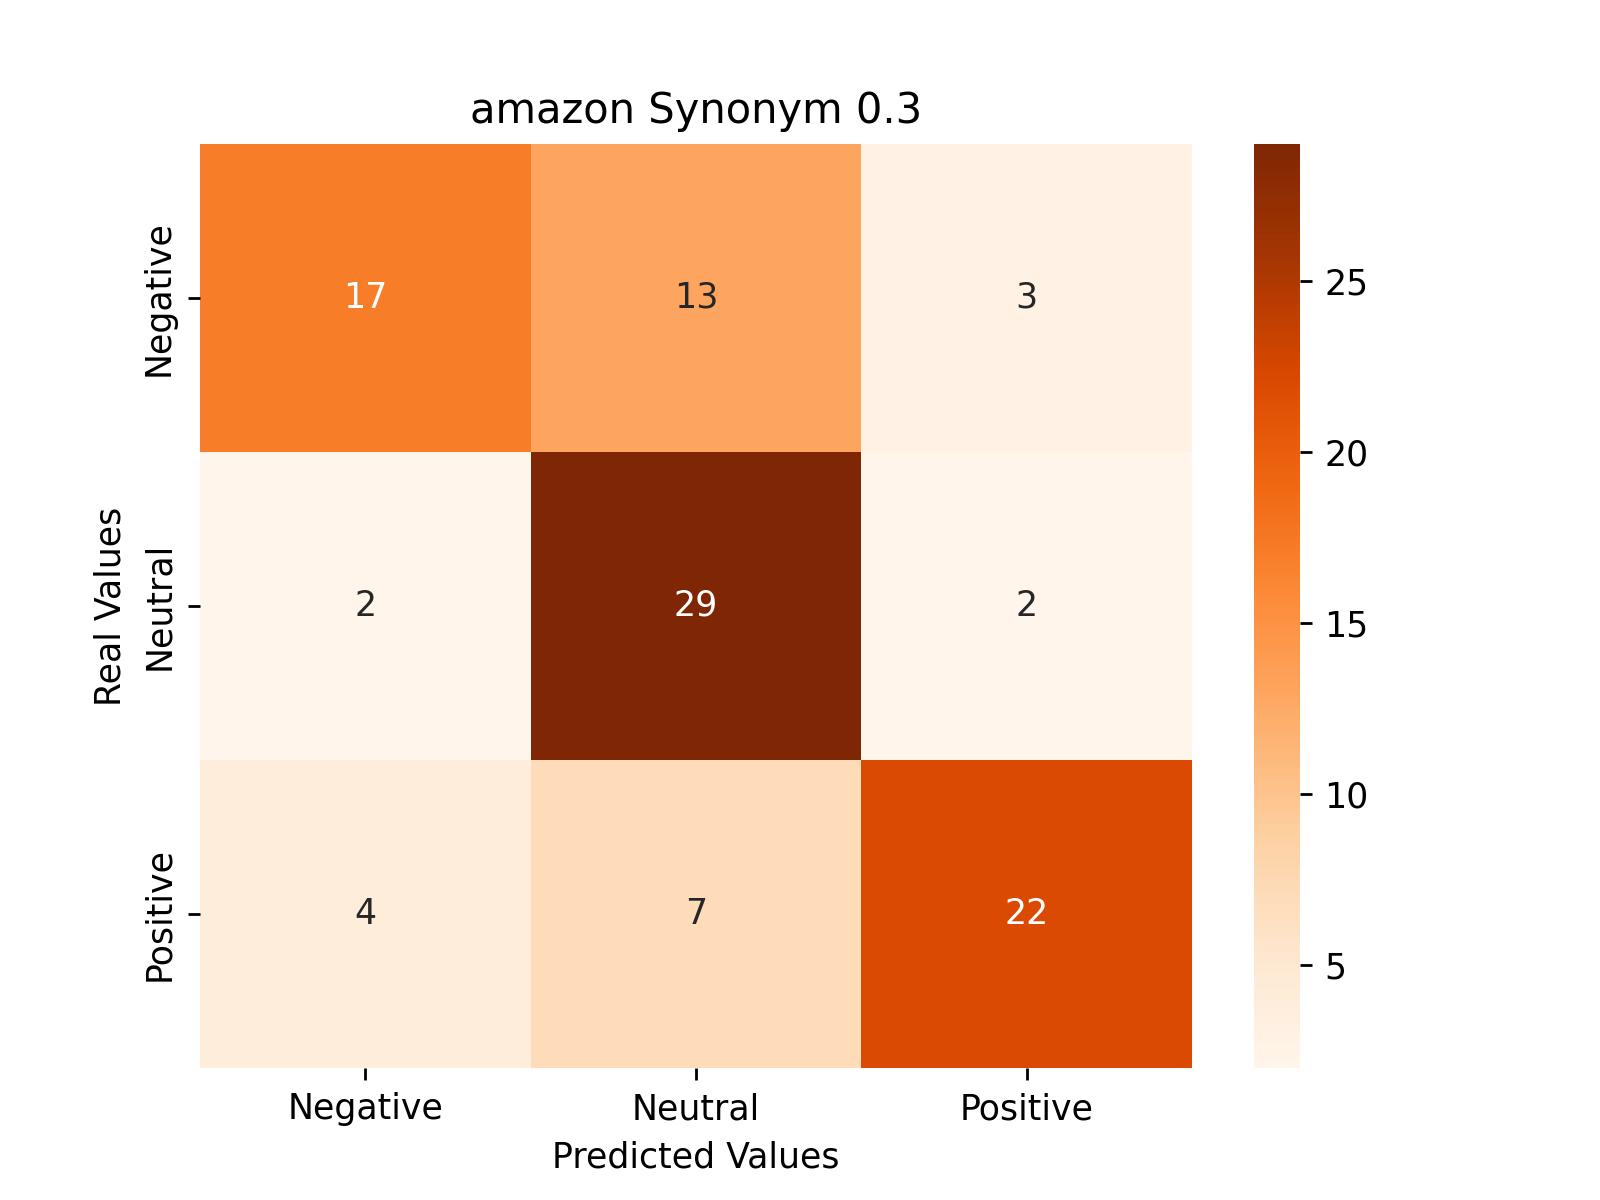 amazon Synonym 0.3
Real Values
Negative
17 13 3
Neutral
2 29 2
Positive
4 7 22
Negative Neutral Positive
Predicted Values
25
20
15
10
5